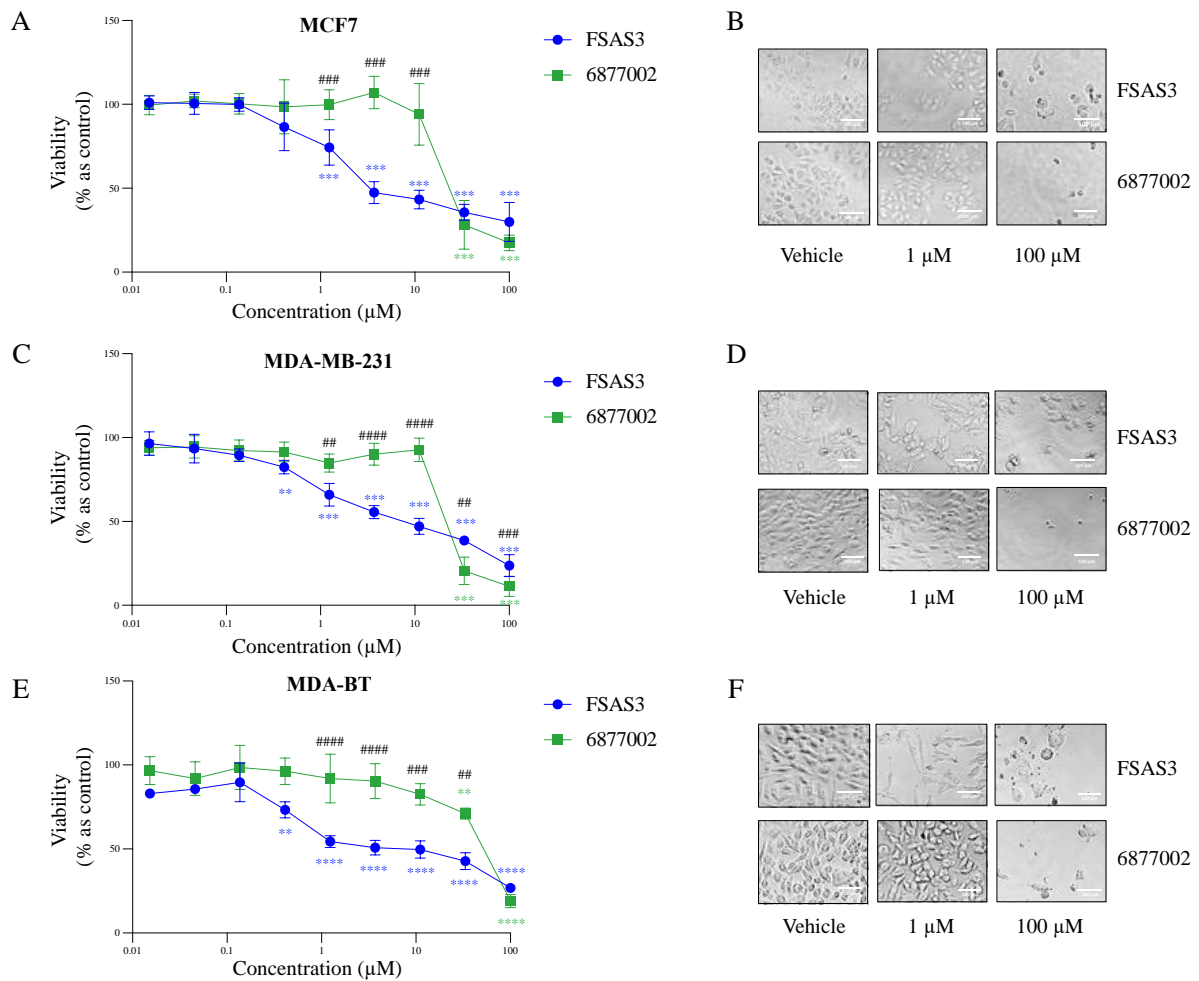 A
MCF7
150
100
50
0
0.01
0.1
1
10
100
Viability
(% as control)
Concentration (µM)
###
###
###
***
***
***
***
***
***
***
FSAS3
6877002
B
FSAS3
6877002
Vehicle
1 µM
100 µM
C
MDA-MB-231
150
100
50
0
0.01
0.1
1
10
100
Viability
(% as control)
Concentration (µM)
##
####
####
##
###
**
***
***
***
***
***
***
***
FSAS3
6877002
D
FSAS3
6877002
Vehicle
1 µM
100 µM
E
MDA-BT
150
100
50
0
0.01
0.1
1
10
100
Viability
(% as control)
Concentration (µM)
####
####
###
##
**
**
****
****
****
****
****
****
FSAS3
6877002
F
FSAS3
6877002
Vehicle
1 µM
100 µM